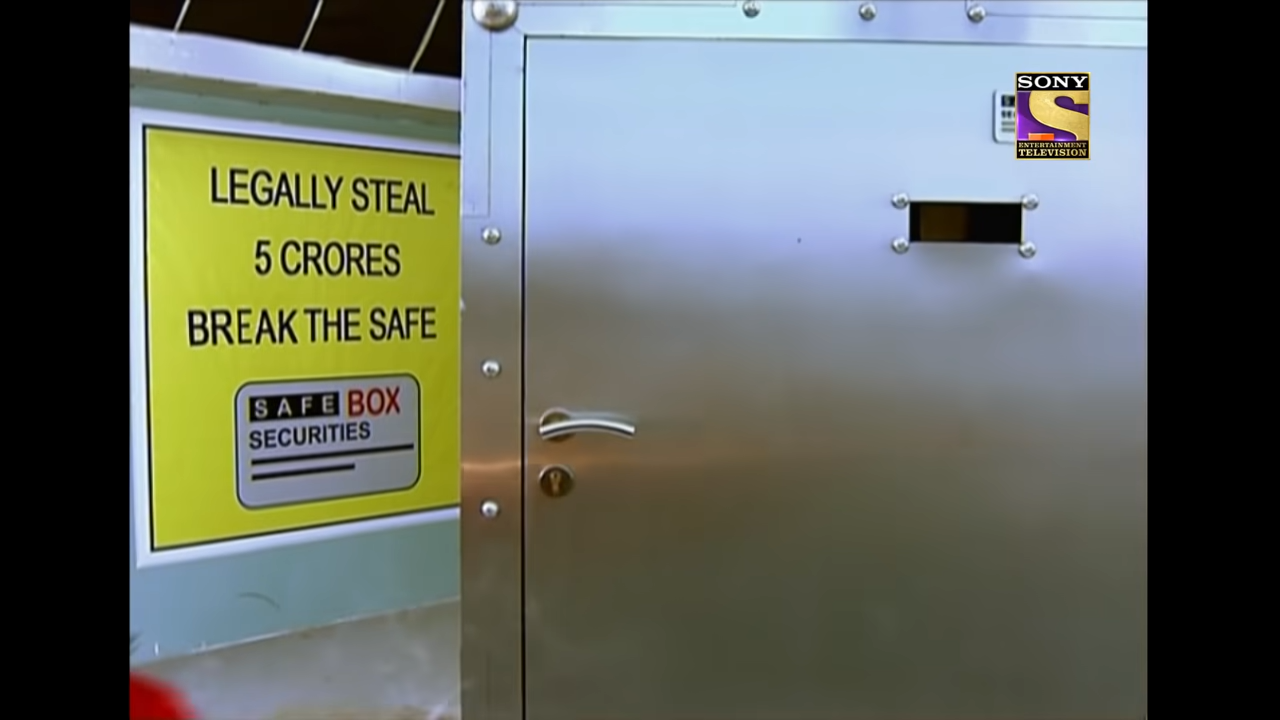 LEGALLY STEAL
5 CRORES
BREAK THE SAFE
SAFE BOX
SECURITIES
SONY
ENTERTAINMENT
TELEVISION